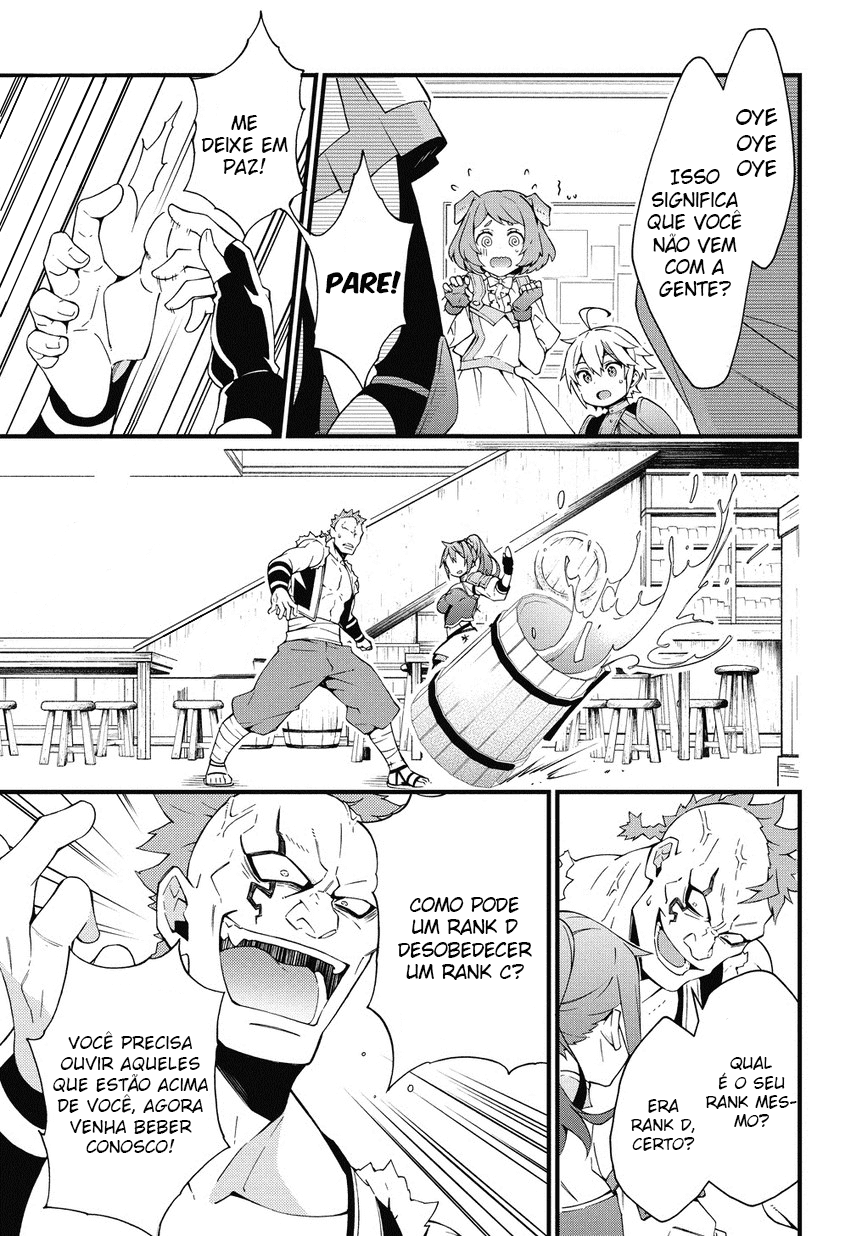 OYE
OYE
OYE
ISSO
SIGNIFICA
QUE VOCÊ
NÃO VEM
COM A
GENTE?
PARE!
ME
DEIXE EM
PAZ!
QUAL
É O SEU
RANK MES-
MO?
ERA
RANK D,
CERTO?
COMO PODE
UM RANK D
DESOBEDECER
UM RANK C?
VOCÊ PRECISA
OUVIR AQUELES
QUE ESTÃO ACIMA
DE VOCÊ, AGORA
VENHA BEBER
CONOSCO!